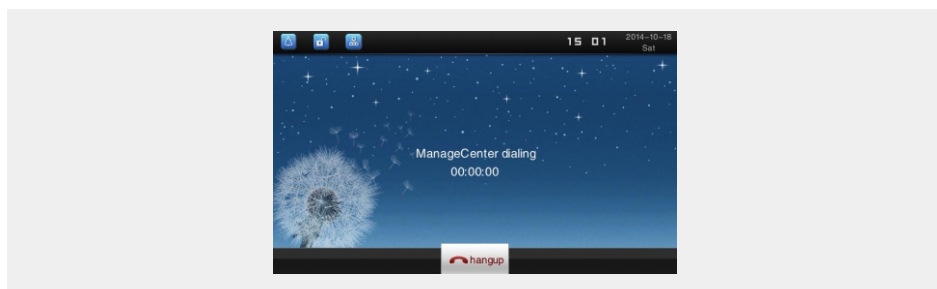 15 01
2014-10-18
Sat
ManageCenter dialing
00:00:00
hangup